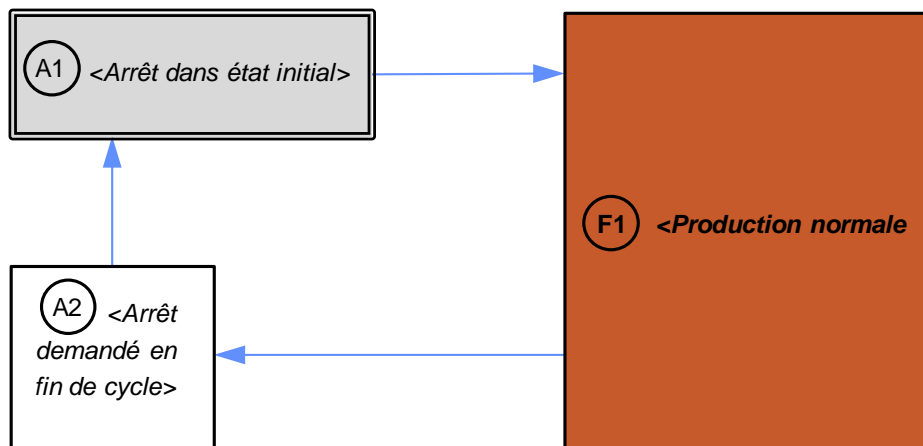 A1 <Arrêt dans état initial>
F1 <Production normale
A2 <Arrêt
demandé en
fin de cycle>